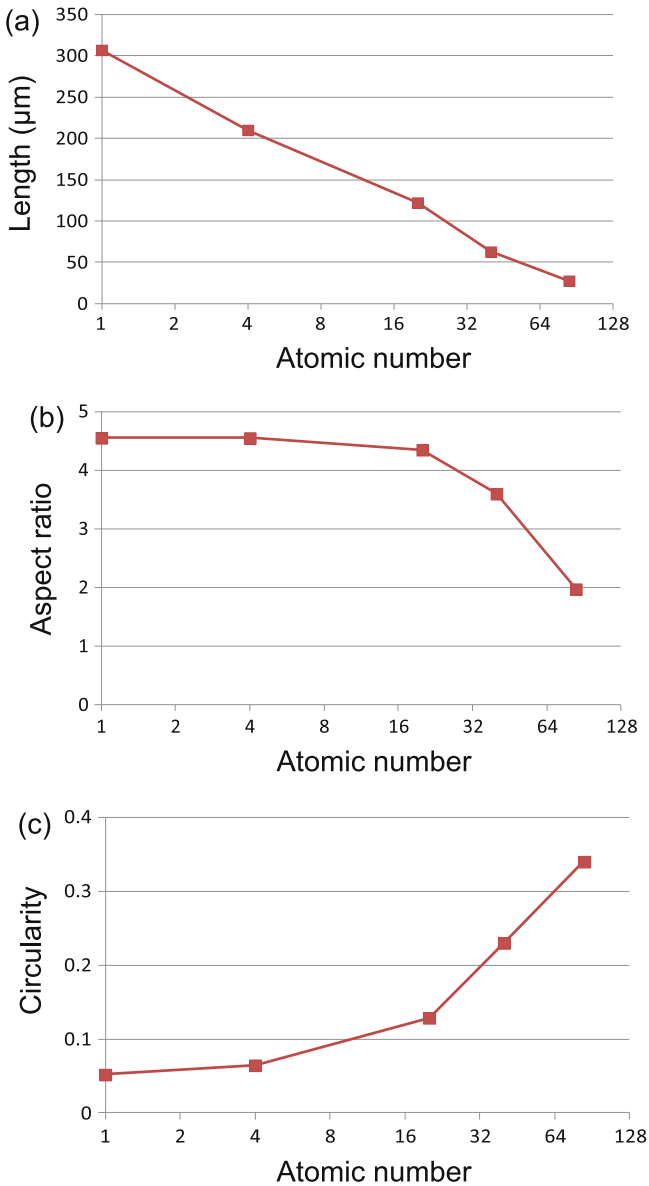 (a)
350
300
250
200
150
100
50
0
Length (µm)
1 2 4 8 16 32 64 128
Atomic number
(b)
5
4
3
2
1
0
Aspect ratio
1 2 4 8 16 32 64 128
Atomic number
(c)
0.4
0.3
0.2
0.1
0
Circularity
1 2 4 8 16 32 64 128
Atomic number